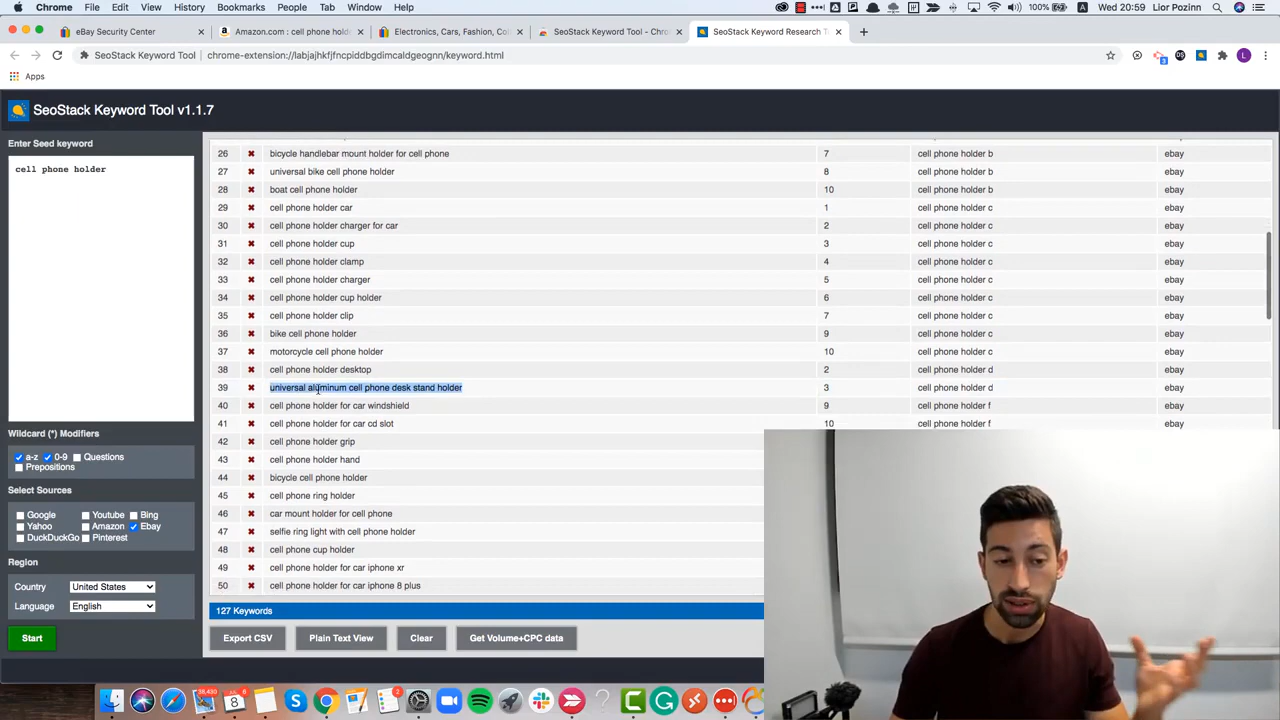 Chrome File Edit View History Bookmarks People Tab Window Help 100% Wed 20:59 Lior Pozinn
eBay Security Center Amazon.com : cell phone hold Electronics, Cars, Fashion, Col SeoStack Keyword Tool - Chro SeoStack Keyword Research T
SeoStack Keyword Tool chrome-extension://labjajhkfjfncpiddbgdimcaldgeognn/keyword.html
Apps
SeoStack Keyword Tool v1.1.7
Enter Seed keyword
cell phone holder
Wildcard (*) Modifiers
a-z 0-9 Questions
Prepositions
Select Sources
Google Youtube Bing
Yahoo Amazon Ebay
DuckDuckGo Pinterest
Region
Country United States
Language English
Start
26 bicycle handlebar mount holder for cell phone 7 cell phone holder b ebay
27 universal bike cell phone holder 8 cell phone holder b ebay
28 boat cell phone holder 10 cell phone holder b ebay
29 cell phone holder car 1 cell phone holder c ebay
30 cell phone holder charger for car 2 cell phone holder c ebay
31 cell phone holder cup 3 cell phone holder c ebay
32 cell phone holder clamp 4 cell phone holder c ebay
33 cell phone holder charger 5 cell phone holder c ebay
34 cell phone holder cup holder 6 cell phone holder c ebay
35 cell phone holder clip 7 cell phone holder c ebay
36 bike cell phone holder 9 cell phone holder c ebay
37 motorcycle cell phone holder 10 cell phone holder c ebay
38 cell phone holder desktop 2 cell phone holder d ebay
39 universal aluminum cell phone desk stand holder 3 cell phone holder d ebay
40 cell phone holder for car windshield 9 cell phone holder f ebay
41 cell phone holder for car cd slot 10 cell phone holder f ebay
42 cell phone holder grip
43 cell phone holder hand
44 bicycle cell phone holder
45 cell phone ring holder
46 car mount holder for cell phone
47 selfie ring light with cell phone holder
48 cell phone cup holder
49 cell phone holder for car iphone xr
50 cell phone holder for car iphone 8 plus
127 Keywords
Export CSV Plain Text View Clear Get Volume+CPC data